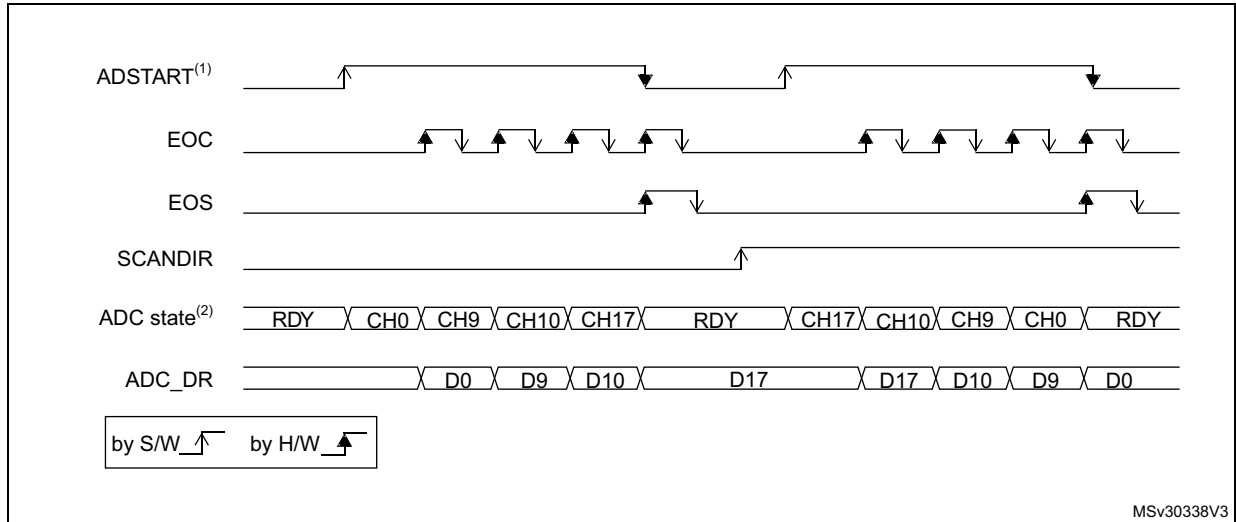 ADSTART(1)
EOC
EOS
SCANDIR
ADC state(2) RDY CH0 CH9 CH10 CH17 RDY CH17 CH10 CH9 CH0 RDY
ADC_DR D0 D9 D10 D17 D17 D10 D9 D0
by S/W by H/W
MSv30338V3